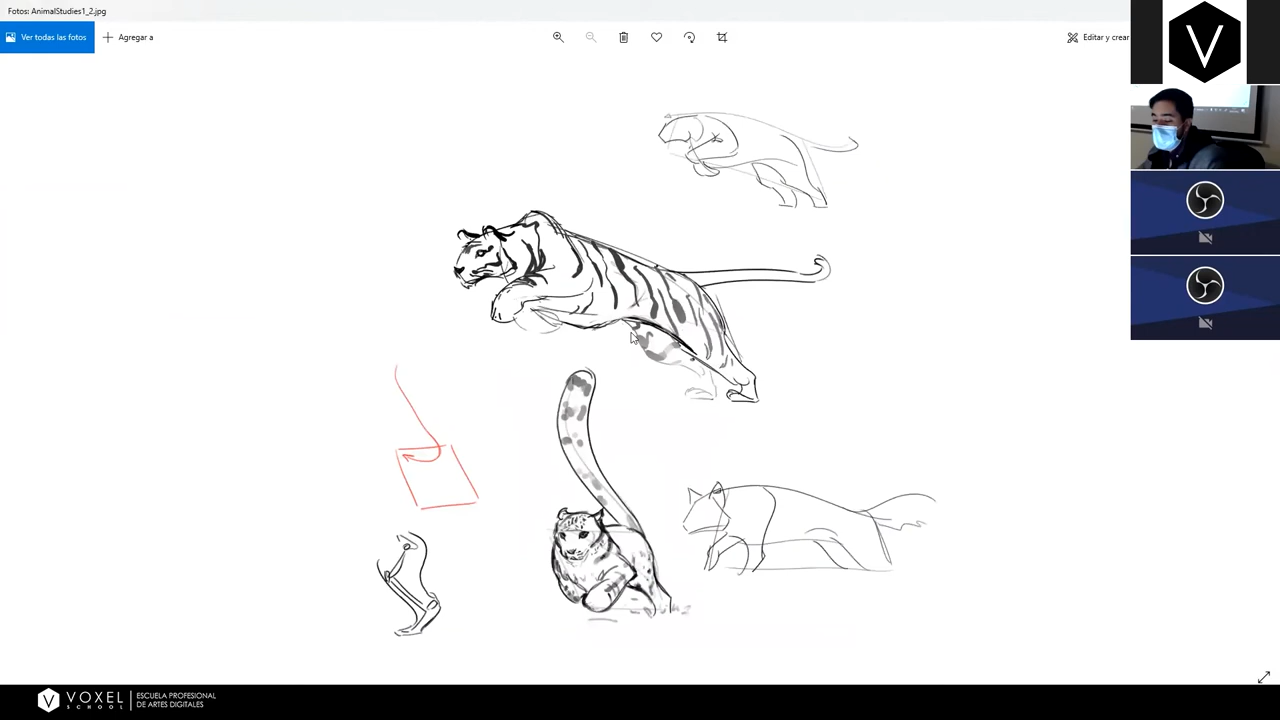 Fotos: AnimalStudies1_2.jpg
Ver todas las fotos
Agregar a
Editar y crear
V
V VOXEL
SCHOOL
ESCUELA PROFESIONAL
DE ARTES DIGITALES